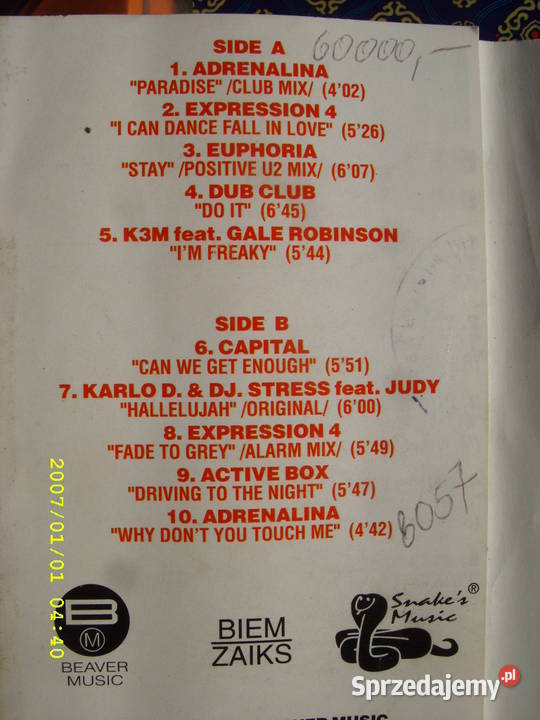 SIDE A 60000,-
1. ADRENALINA
"PARADISE" /CLUB MIX/ (4'02)
2. EXPRESSION 4
"I CAN DANCE FALL IN LOVE" (5'26)
3. EUPHORIA
"STAY" /POSITIVE U2 MIX/ (6'07)
4. DUB CLUB
"DO IT" (6'45)
5. K3M feat. GALE ROBINSON
"I'M FREAKY" (5'44)
SIDE B
6. CAPITAL
"CAN WE GET ENOUGH" (5'51)
7. KARLO D. & DJ. STRESS feat. JUDY
"HALLELUJAH" /ORIGINAL/ (6'00)
8. EXPRESSION 4
"FADE TO GREY" /ALARM MIX/ (5'49)
9. ACTIVE BOX
"DRIVING TO THE NIGHT" (5'47)
10. ADRENALINA
"WHY DON'T YOU TOUCH ME" (4'42)
B057
2007/01/01 04:40
B
M
BEAVER
MUSIC
BIEM
ZAIKS
Snake's
Music ®
Sprzedajemy.pl
MUSIC